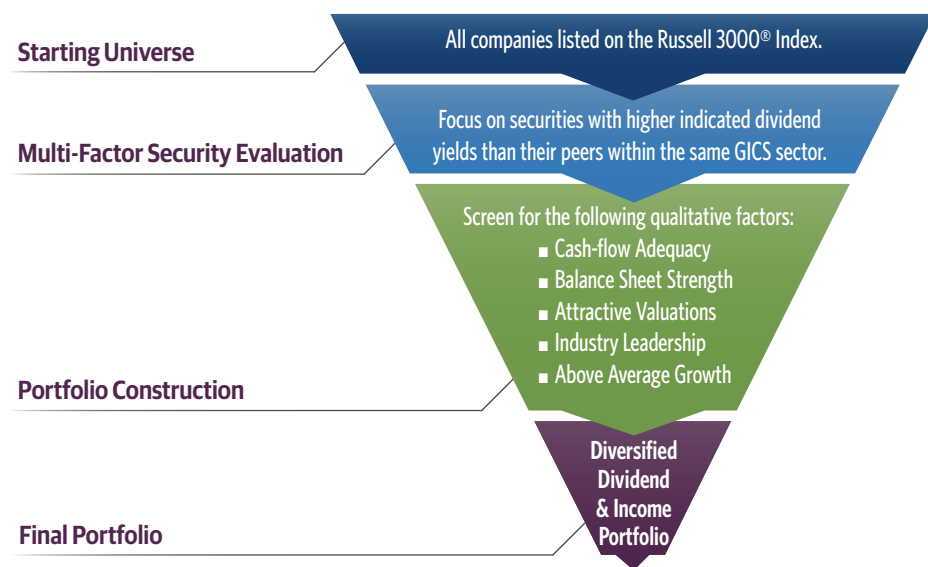 Starting Universe
All companies listed on the Russell 3000® Index.
Multi-Factor Security Evaluation
Focus on securities with higher indicated dividend
yields than their peers within the same GICS sector.
Screen for the following qualitative factors:
■ Cash-flow Adequacy
■ Balance Sheet Strength
■ Attractive Valuations
■ Industry Leadership
■ Above Average Growth
Portfolio Construction
Diversified
Dividend
& Income
Portfolio
Final Portfolio